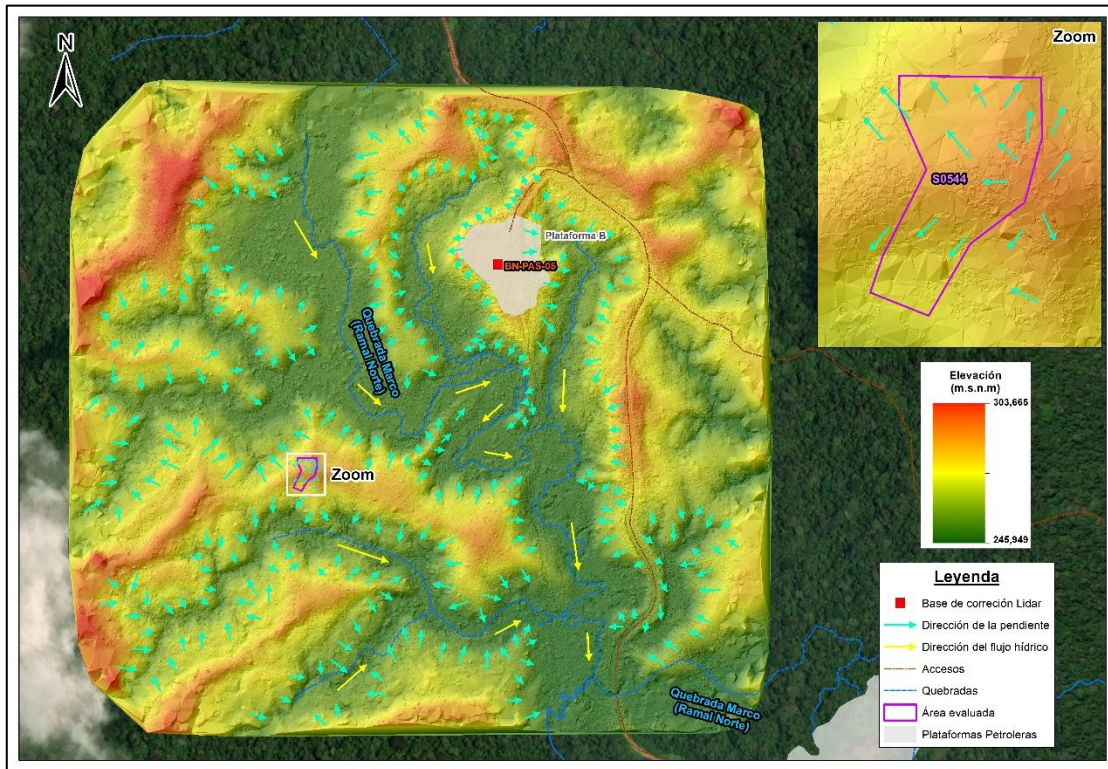 N
Zoom
S0544
Plataforma B
BN-PAS-05
Quebrada Marco
(Ramal Norte)
Zoom
Elevación
(m.s.n.m)
303,665
245,949
Leyenda
Base de correción Lidar
Dirección de la pendiente
Dirección del flujo hídrico
Accesos
Quebradas
Área evaluada
Plataformas Petroleras
Quebrada Marco
(Ramal Norte)